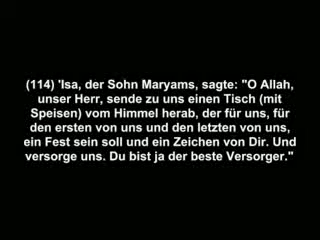 (114) 'Isa, der Sohn Maryams, sagte: "O Allah,
unser Herr, sende zu uns einen Tisch (mit
Speisen) vom Himmel herab, der für uns, für
den ersten von uns und den letzten von uns,
ein Fest sein soll und ein Zeichen von Dir. Und
versorge uns. Du bist ja der beste Versorger."